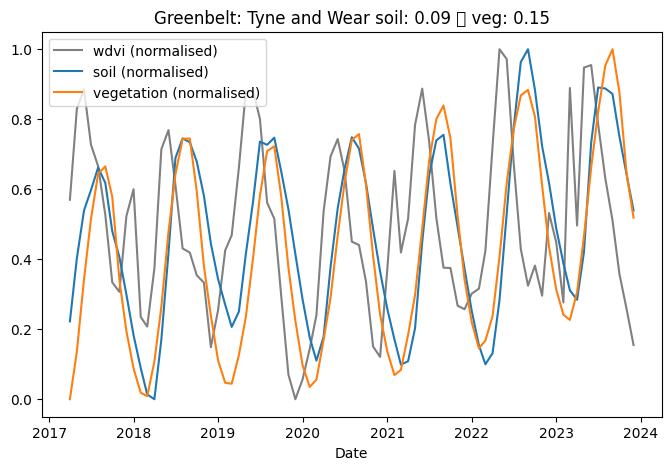 Greenbelt: Tyne and Wear soil: 0.09 ▯ veg: 0.15
wdvi (normalised)
soil (normalised)
vegetation (normalised)
1.0
0.8
0.6
0.4
0.2
0.0
2017 2018 2019 2020 2021 2022 2023 2024
Date